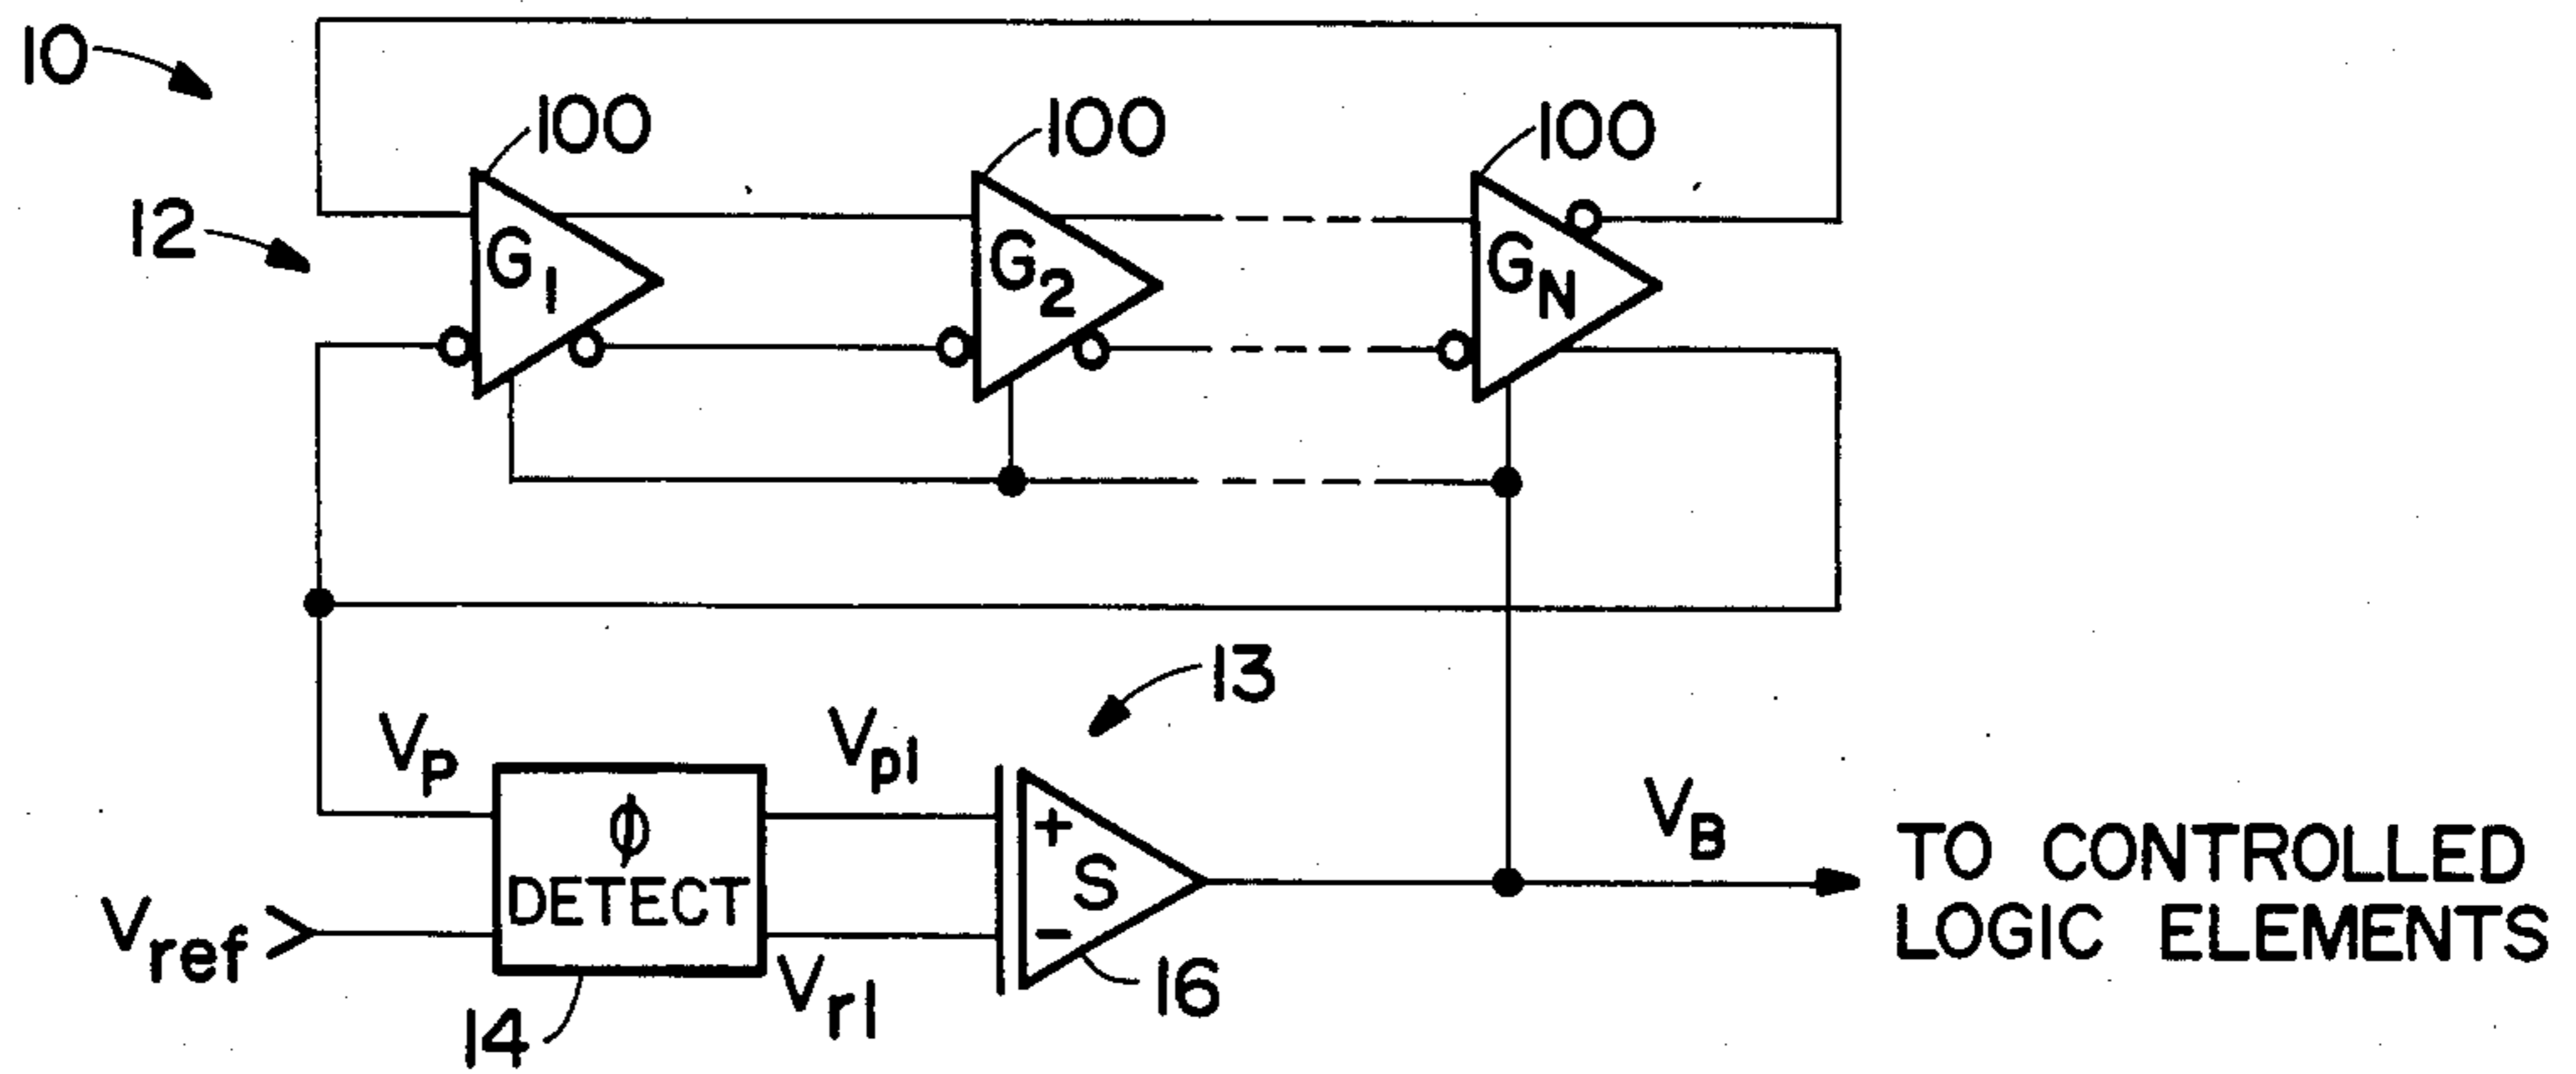 10
100
100
100
12
G1
G2
GN
13
Vp
Vp1
VB
φ
DETECT
+
S
−
Vref
TO CONTROLLED
LOGIC ELEMENTS
Vr1
16
14